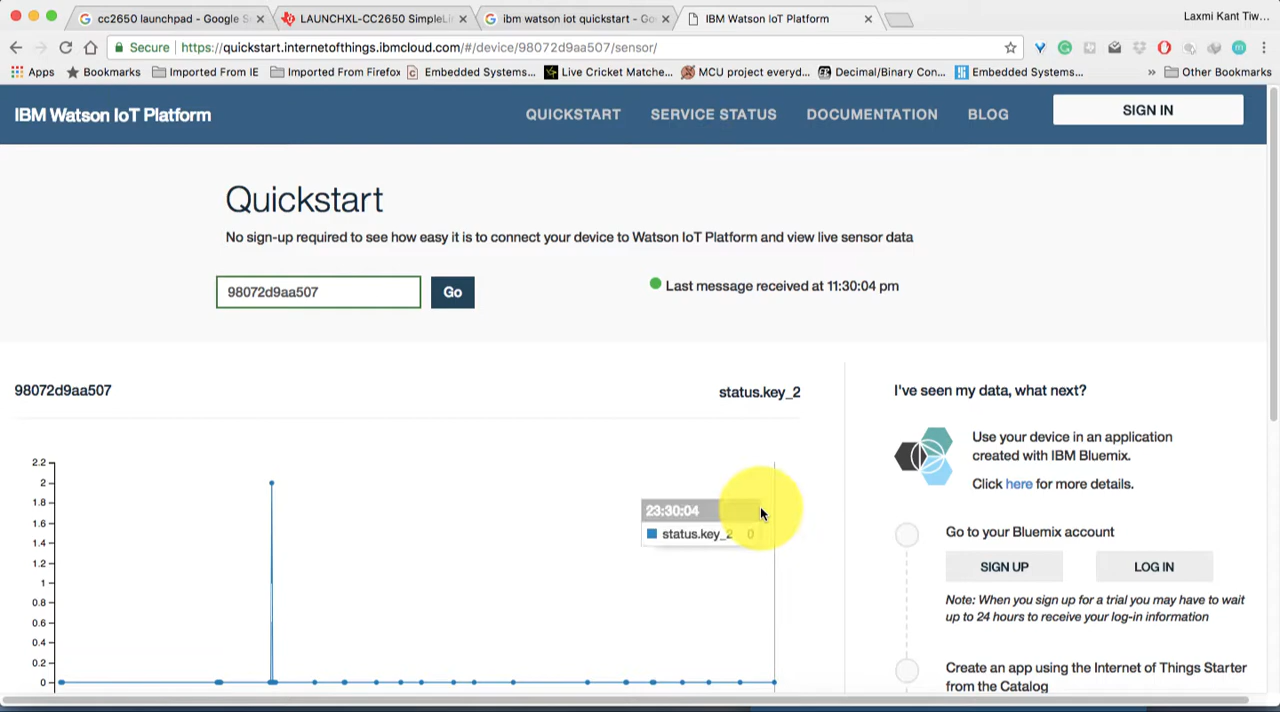 cc2650 launchpad - Google S
LAUNCHXL-CC2650 SimpleLi
ibm watson iot quickstart - Go
IBM Watson IoT Platform
Laxmi Kant Tiw...
Secure
https://quickstart.internetofthings.ibmcloud.com/#/device/98072d9aa507/sensor/
Apps
Bookmarks
Imported From IE
Imported From Firefox
Embedded Systems...
Live Cricket Matche...
MCU project everyd...
Decimal/Binary Con...
Embedded Systems...
»
Other Bookmarks
IBM Watson IoT Platform
QUICKSTART
SERVICE STATUS
DOCUMENTATION
BLOG
SIGN IN
Quickstart
No sign-up required to see how easy it is to connect your device to Watson IoT Platform and view live sensor data
98072d9aa507
Go
Last message received at 11:30:04 pm
98072d9aa507
status.key_2
2.2
2
1.8
1.6
1.4
1.2
1
0.8
0.6
0.4
0.2
0
23:30:04
status.key_2 0
I've seen my data, what next?
Use your device in an application
created with IBM Bluemix.
Click here for more details.
Go to your Bluemix account
SIGN UP
LOG IN
Note: When you sign up for a trial you may have to wait
up to 24 hours to receive your log-in information
Create an app using the Internet of Things Starter
from the Catalog